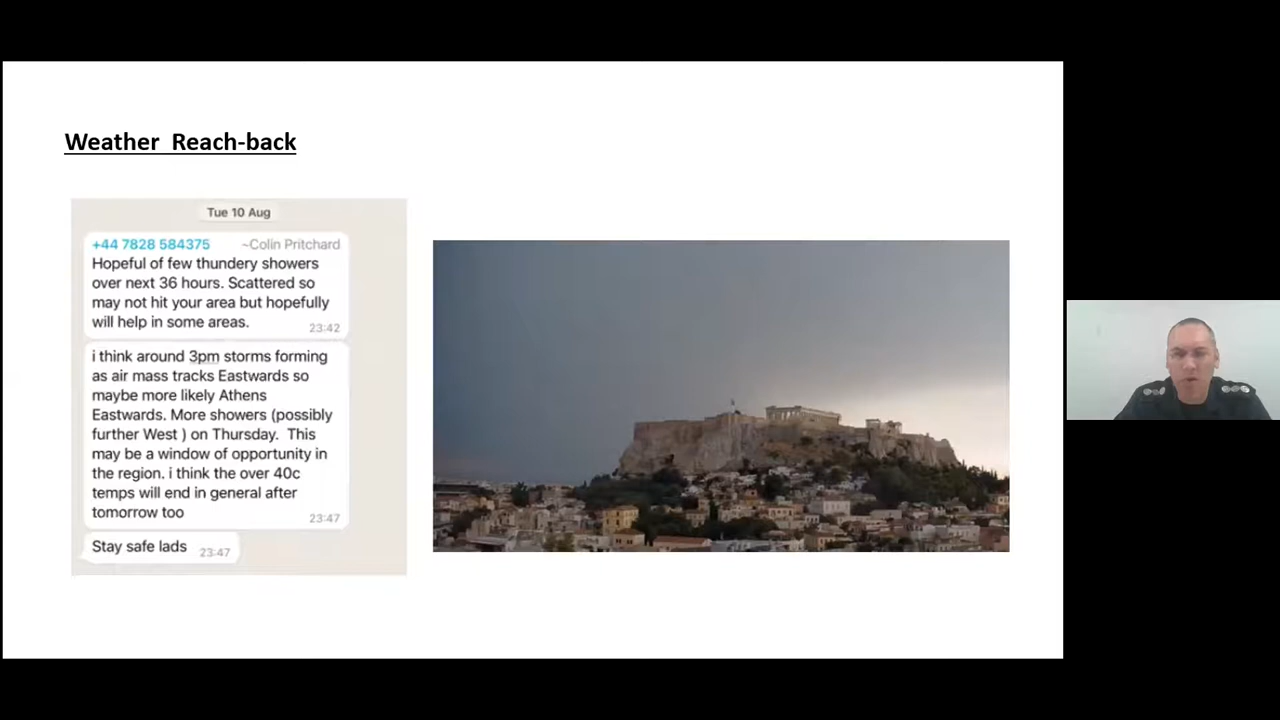 Weather Reach-back
Tue 10 Aug
+44 7828 584375 ~Colin Pritchard
Hopeful of few thundery showers
over next 36 hours. Scattered so
may not hit your area but hopefully
will help in some areas. 23:42
i think around 3pm storms forming
as air mass tracks Eastwards so
maybe more likely Athens
Eastwards. More showers (possibly
further West ) on Thursday. This
may be a window of opportunity in
the region. i think the over 40c
temps will end in general after
tomorrow too 23:47
Stay safe lads 23:47